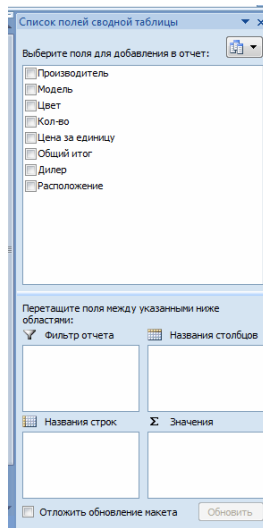 Список полей сводной таблицы
Выберите поля для добавления в отчет:
Производитель
Модель
Цвет
Кол-во
Цена за единицу
Общий итог
Дилер
Расположение
Перетащите поля между указанными ниже
областями:
Фильтр отчета
Названия столбцов
Названия строк
Σ Значения
Отложить обновление макета
Обновить